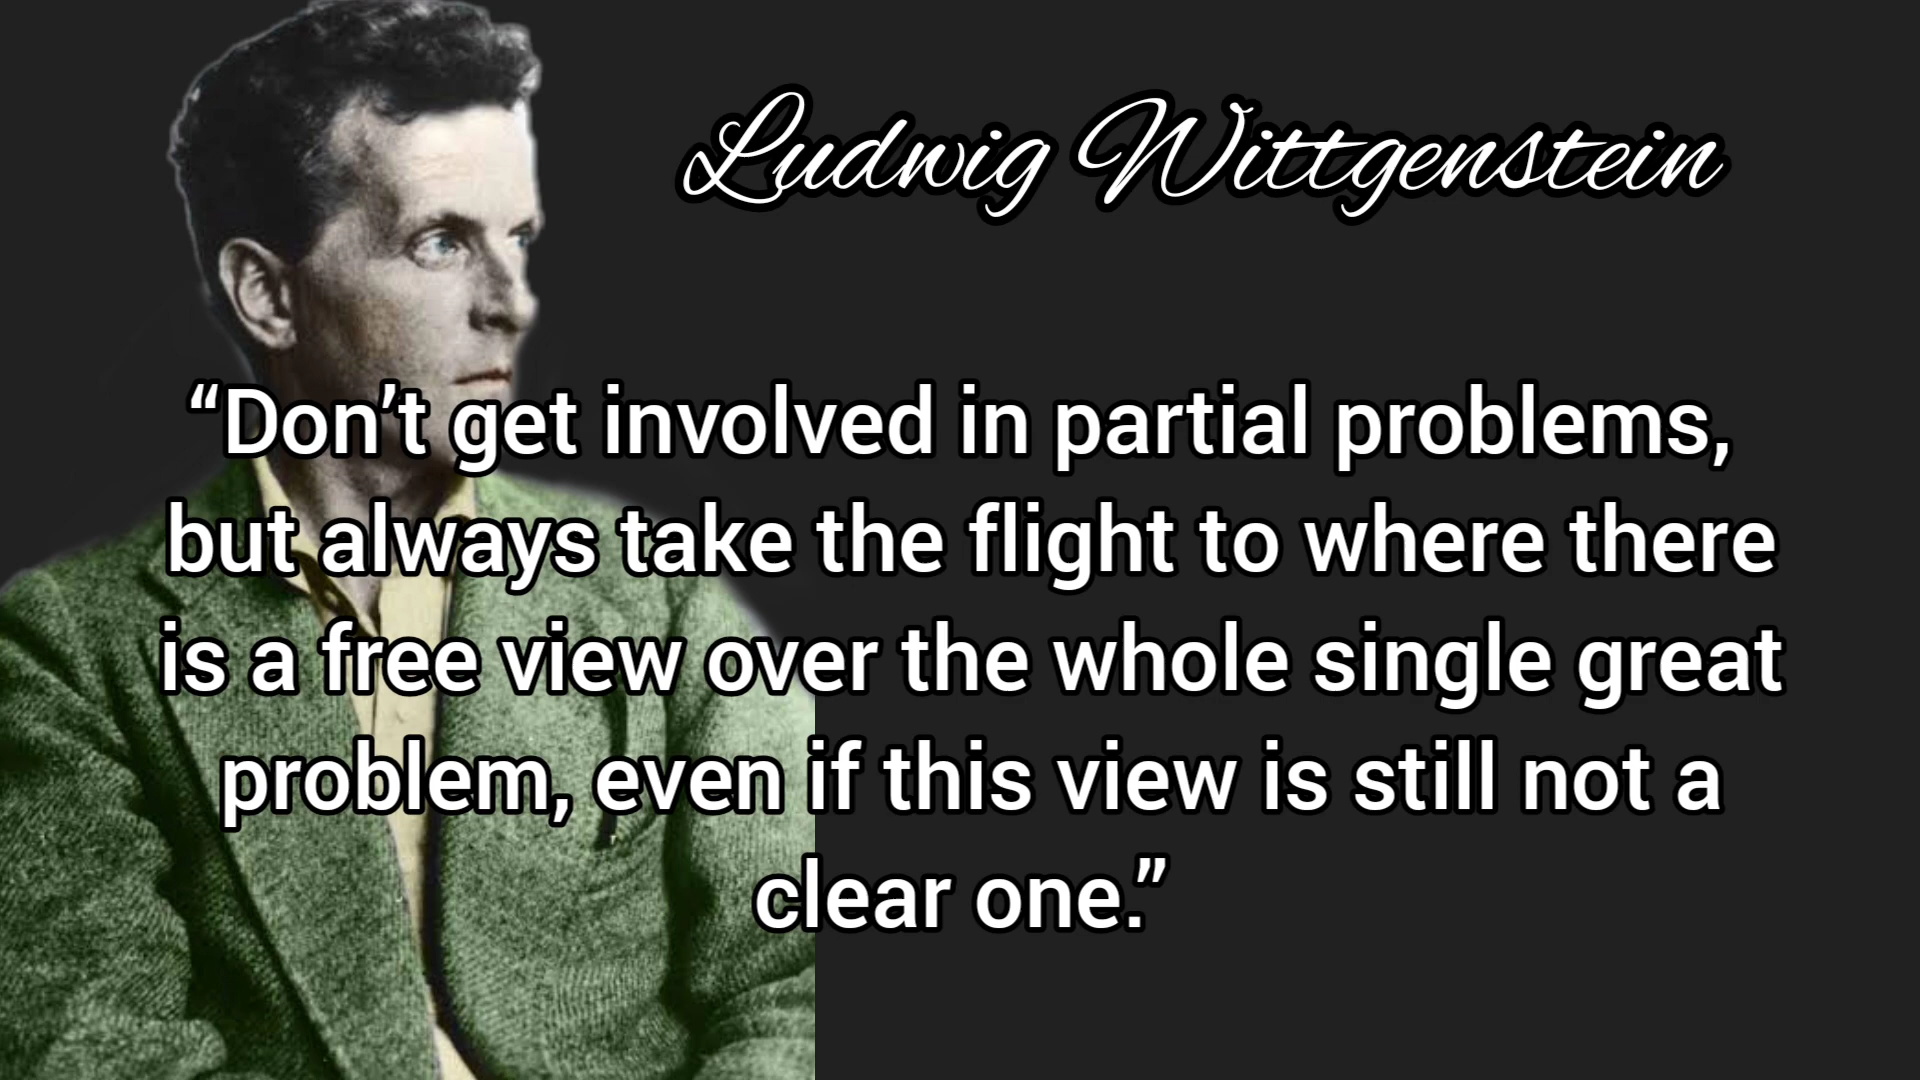 Ludwig Wittgenstein
“Don’t get involved in partial problems,
but always take the flight to where there
is a free view over the whole single great
problem, even if this view is still not a
clear one.”